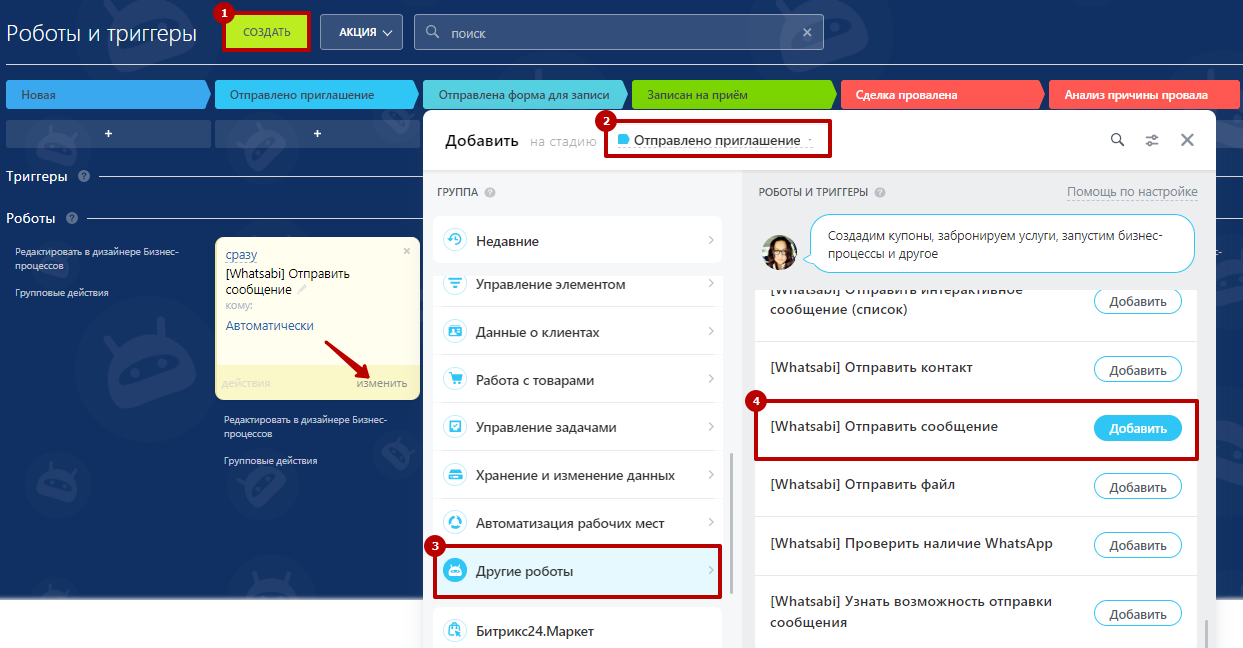 1
Роботы и триггеры
СОЗДАТЬ
АКЦИЯ
поиск
Новая
Отправлено приглашение
Отправлена форма для записи
Записан на приём
Сделка провалена
Анализ причины провала
+
+
Триггеры ?
Роботы ?
Редактировать в дизайнере Бизнес-
процессов
Групповые действия
сразу
[Whatsabi] Отправить
сообщение
кому:
Автоматически
действия
изменить
Редактировать в дизайнере Бизнес-
процессов
Групповые действия
2
Добавить на стадию Отправлено приглашение
ГРУППА ?
Недавние
Управление элементом
Данные о клиентах
Работа с товарами
Управление задачами
Хранение и изменение данных
Автоматизация рабочих мест
3
Другие роботы
Битрикс24.Маркет
РОБОТЫ И ТРИГГЕРЫ ?
Помощь по настройке
Создадим купоны, забронируем услуги, запустим бизнес-
процессы и другое
[Whatsabi] Отправить интерактивное
сообщение (список)
Добавить
[Whatsabi] Отправить контакт
Добавить
4
[Whatsabi] Отправить сообщение
Добавить
[Whatsabi] Отправить файл
Добавить
[Whatsabi] Проверить наличие WhatsApp
Добавить
[Whatsabi] Узнать возможность отправки
сообщения
Добавить